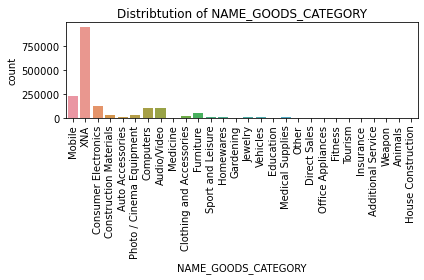 Distribtution of NAME_GOODS_CATEGORY
count
750000
500000
250000
0
Mobile
XNA
Consumer Electronics
Construction Materials
Auto Accessories
Photo / Cinema Equipment
Computers
Audio/Video
Medicine
Clothing and Accessories
Furniture
Sport and Leisure
Homewares
Gardening
Jewelry
Vehicles
Education
Medical Supplies
Other
Direct Sales
Office Appliances
Fitness
Tourism
Insurance
Additional Service
Weapon
Animals
House Construction
NAME_GOODS_CATEGORY